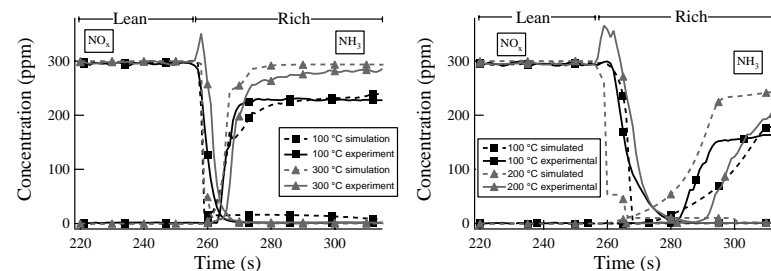 Lean
Rich
NOx
NH3
Concentration (ppm)
300
200
100
0
100 °C simulation
100 °C experiment
300 °C simulation
300 °C experiment
220
240
260
280
300
Time (s)
Lean
Rich
NOx
NH3
Concentration (ppm)
300
200
100
0
100 °C simulated
100 °C experimental
200 °C simulated
200 °C experimental
220
240
260
280
300
Time (s)